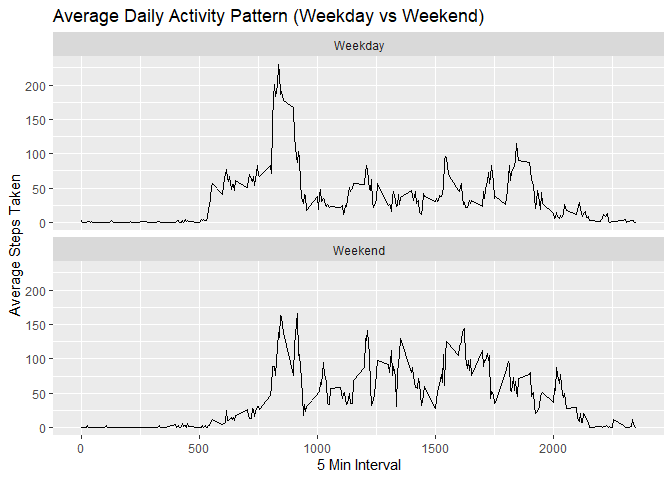 Average Daily Activity Pattern (Weekday vs Weekend)
Weekday
200
150
100
50
0
Weekend
200
150
100
50
0
Average Steps Taken
0 500 1000 1500 2000
5 Min Interval